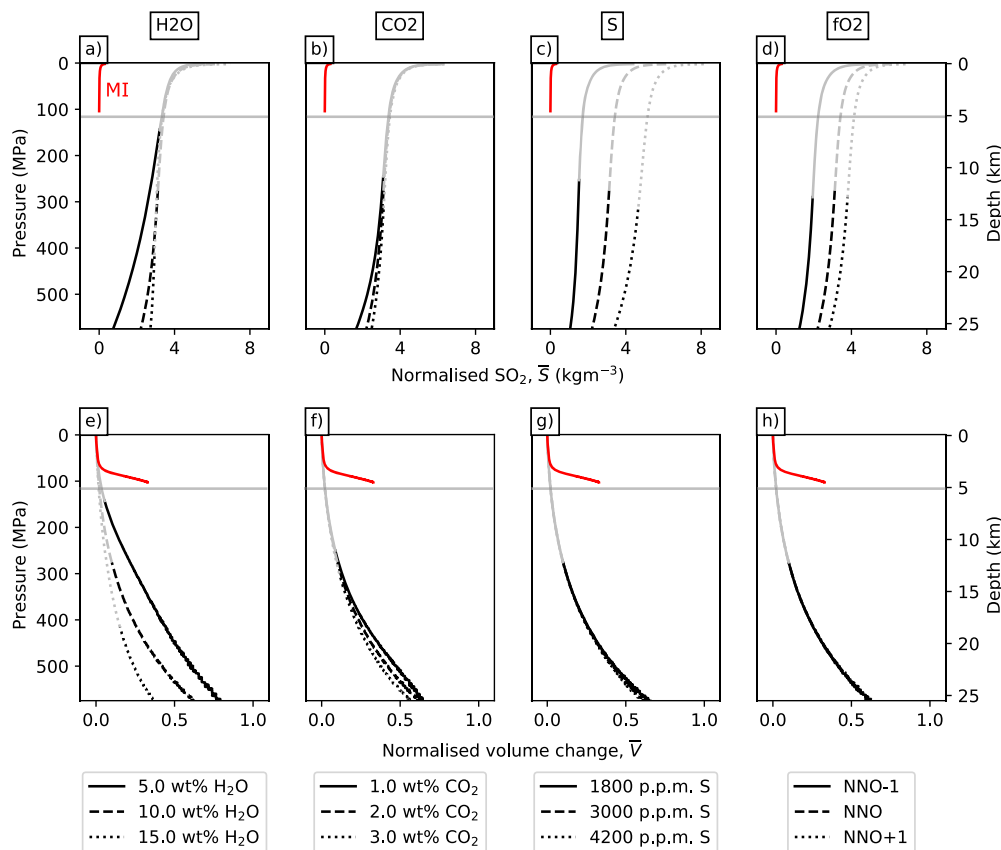 H2O CO2 S fO2
a) b) c) d)
MI
0 100 200 300 400 500
Pressure (MPa)
0 5 10 15 20 25
Depth (km)
0 4 8 0 4 8 0 4 8 0 4 8
Normalised SO₂, S̅ (kgm⁻³)
e) f) g) h)
0 100 200 300 400 500
Pressure (MPa)
0 5 10 15 20 25
Depth (km)
0.0 0.5 1.0 0.0 0.5 1.0 0.0 0.5 1.0 0.0 0.5 1.0
Normalised volume change, V̅
5.0 wt% H₂O
10.0 wt% H₂O
15.0 wt% H₂O
1.0 wt% CO₂
2.0 wt% CO₂
3.0 wt% CO₂
1800 p.p.m. S
3000 p.p.m. S
4200 p.p.m. S
NNO-1
NNO
NNO+1